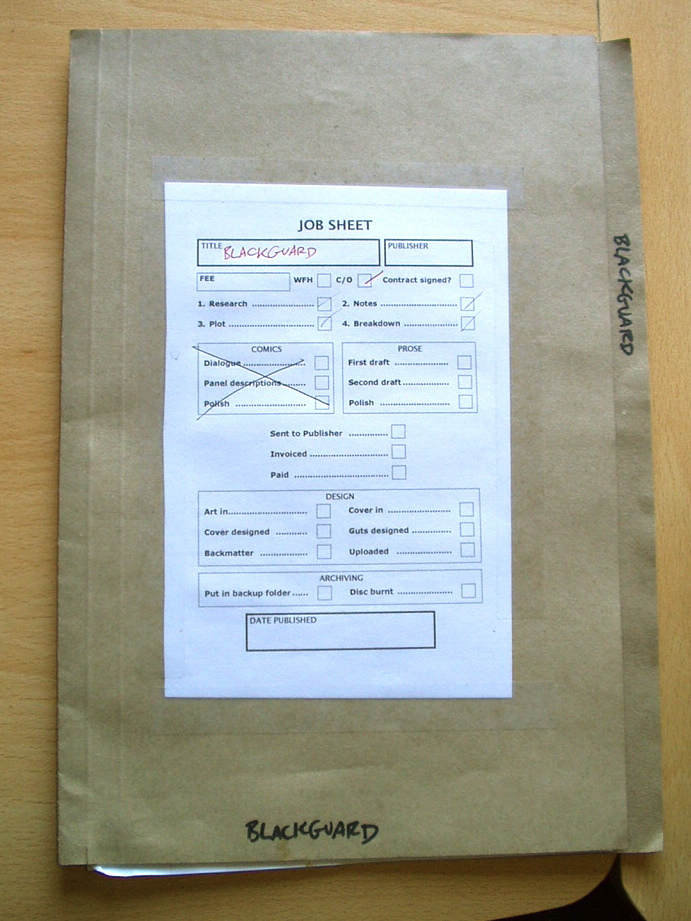 JOB SHEET
TITLE BLACKGUARD PUBLISHER
FEE WFH C/O Contract signed?
1. Research .................... 2. Notes ........................
3. Plot ........................... 4. Breakdown ...............
COMICS PROSE
Dialogue ...................... First draft .....................
Panel descriptions....... Second draft ................
Polish ......................... Polish ........................
Sent to Publisher ............
Invoiced .........................
Paid ...............................
DESIGN
Art in......................... Cover in .....................
Cover designed ........... Guts designed ............
Backmatter ................ Uploaded ..................
ARCHIVING
Put in backup folder...... Disc burnt ..................
DATE PUBLISHED
BLACKGUARD
BLACKGUARD